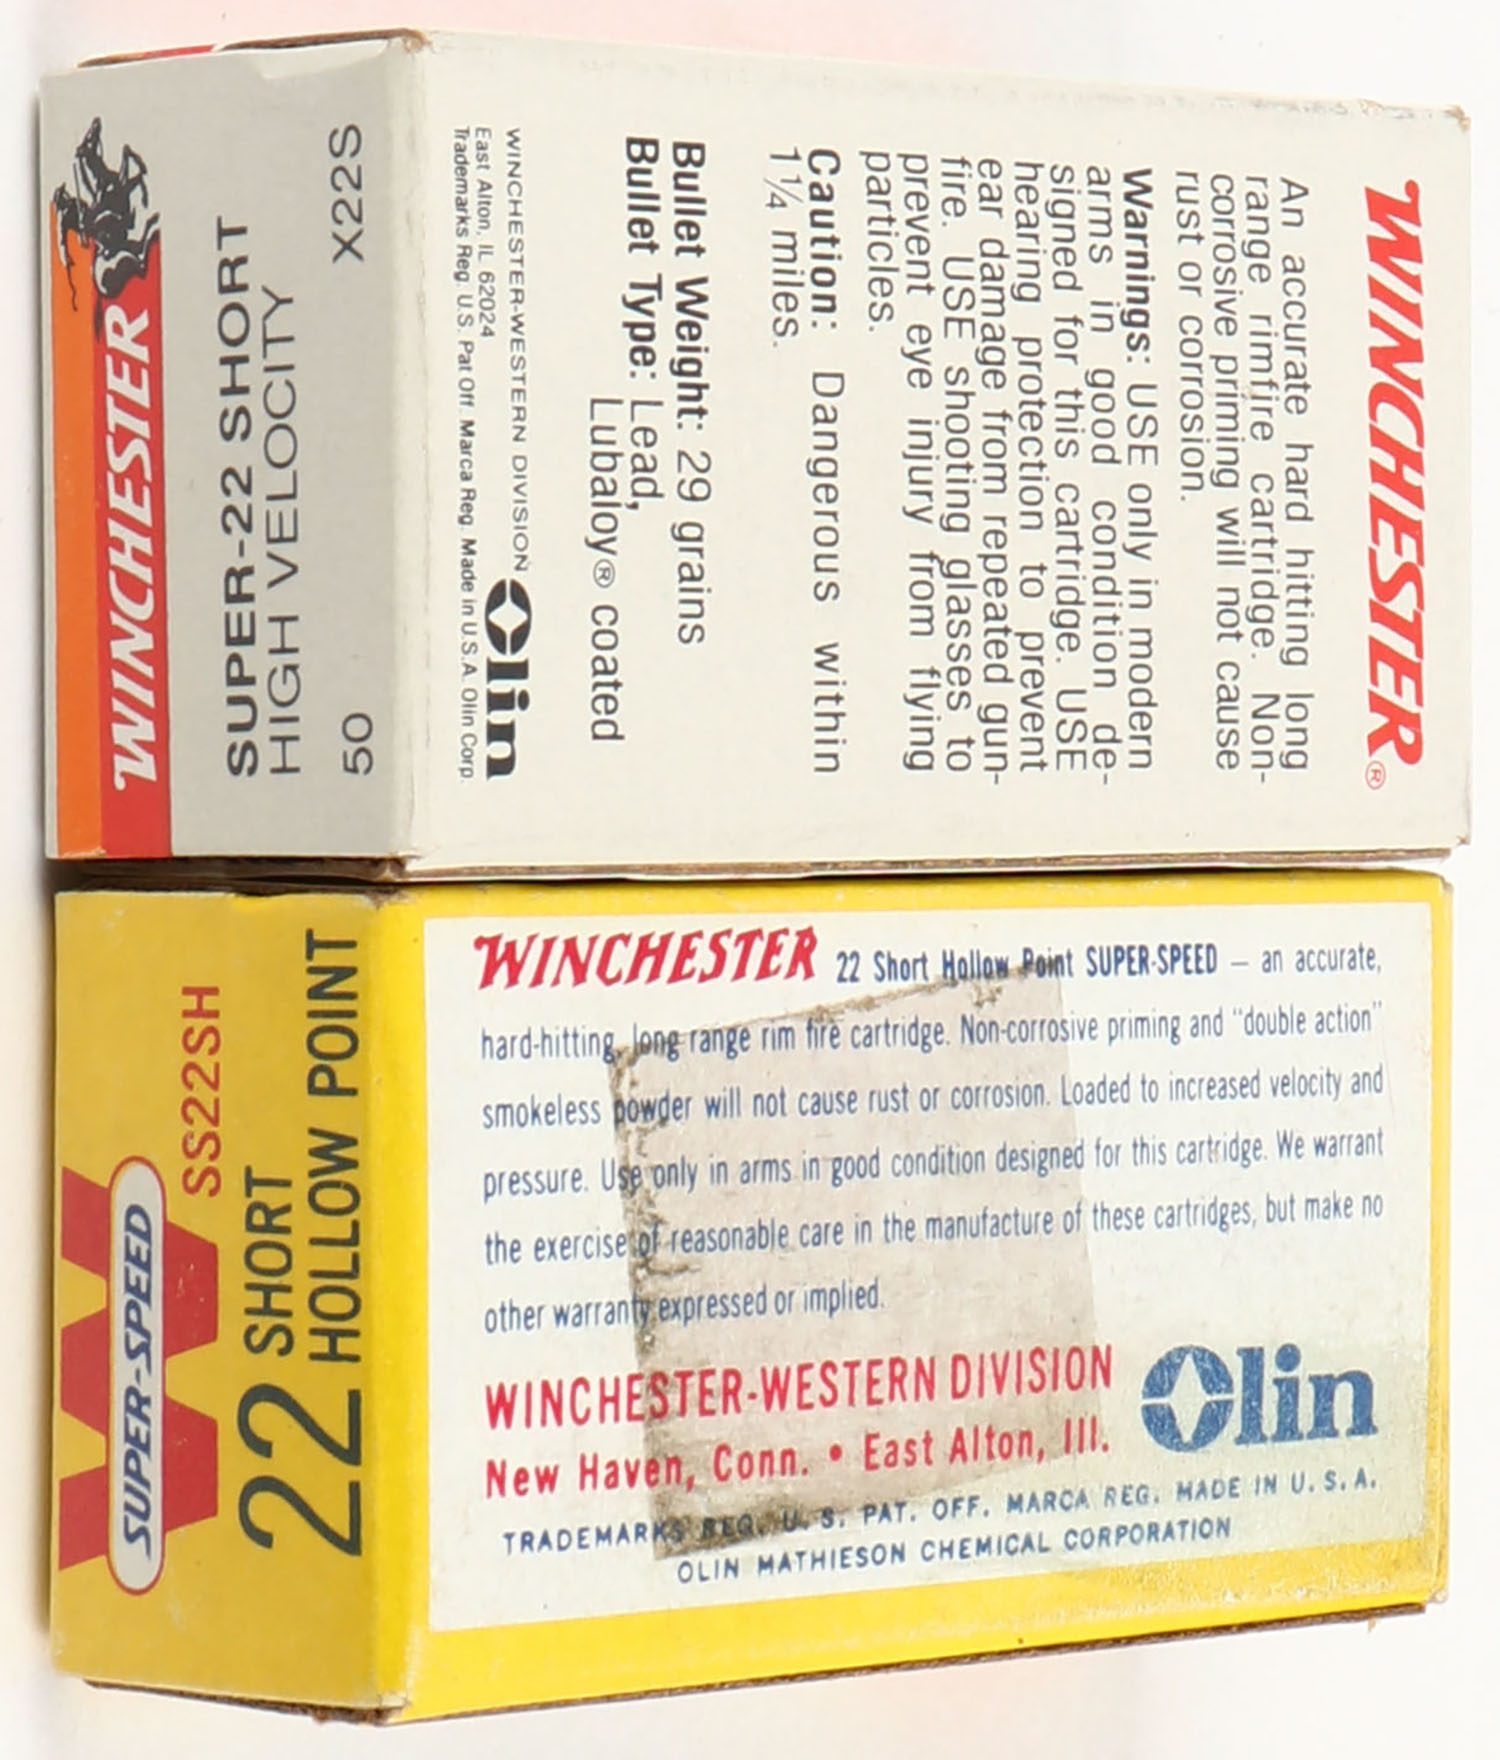 WINCHESTER
SUPER-22 SHORT
HIGH VELOCITY
X22S 50
WINCHESTER®
An accurate hard hitting long
range rimfire cartridge. Non-
corrosive priming will not cause
rust or corrosion.
Warnings: USE only in modern
arms in good condition de-
signed for this cartridge. USE
hearing protection to prevent
ear damage from repeated gun-
fire. USE shooting glasses to
prevent eye injury from flying
particles.
Caution: Dangerous within
1¼ miles.
Bullet Weight: 29 grains
Bullet Type: Lead,
Lubaloy® coated
WINCHESTER-WESTERN DIVISION Olin
East Alton, IL 62024
Trademarks Reg. U.S. Pat Off. Marca Reg. Made in U.S.A. Olin Corp.
SUPER-SPEED
W
SS22SH
22 SHORT
HOLLOW POINT
WINCHESTER 22 Short Hollow Point SUPER-SPEED — an accurate,
hard-hitting, long range rim fire cartridge. Non-corrosive priming and "double action"
smokeless powder will not cause rust or corrosion. Loaded to increased velocity and
pressure. Use only in arms in good condition designed for this cartridge. We warrant
the exercise of reasonable care in the manufacture of these cartridges, but make no
other warranty expressed or implied.
WINCHESTER-WESTERN DIVISION
New Haven, Conn. • East Alton, Ill.
Olin
TRADEMARKS REG. U. S. PAT. OFF. MARCA REG. MADE IN U. S. A.
OLIN MATHIESON CHEMICAL CORPORATION